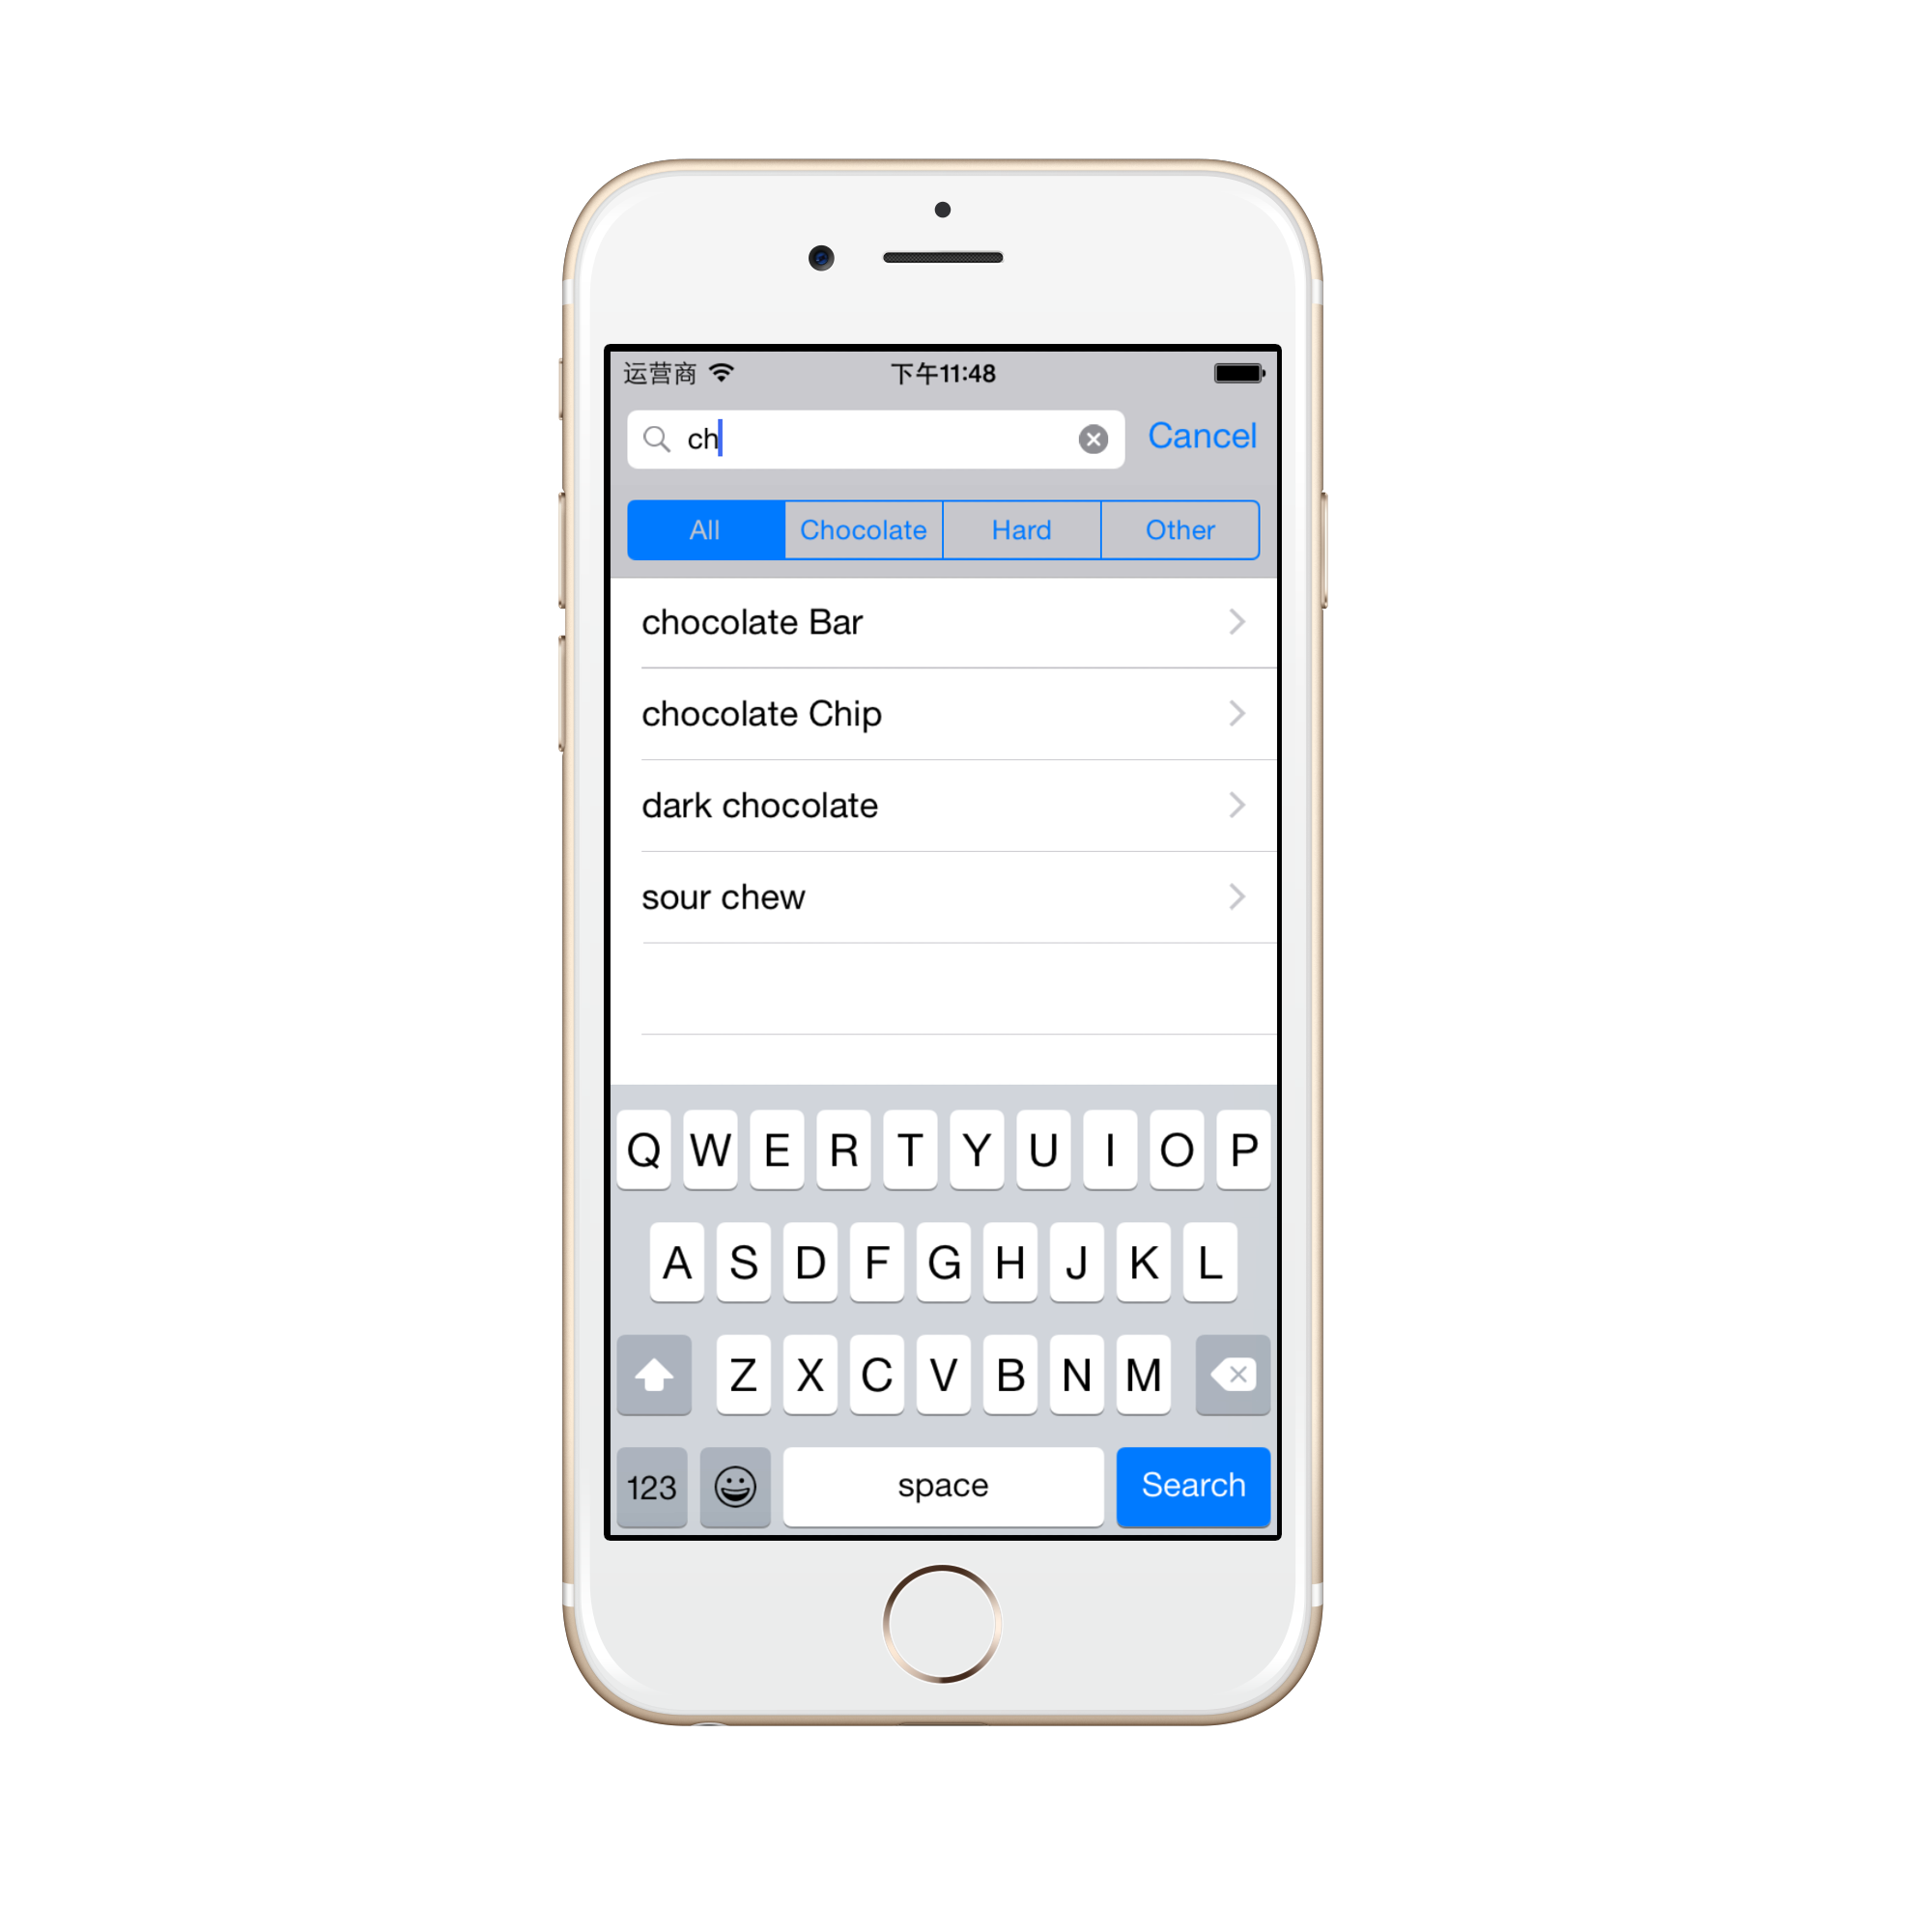 运营商 下午11:48
ch Cancel
All Chocolate Hard Other
chocolate Bar
chocolate Chip
dark chocolate
sour chew
Q W E R T Y U I O P
A S D F G H J K L
Z X C V B N M
123 space Search